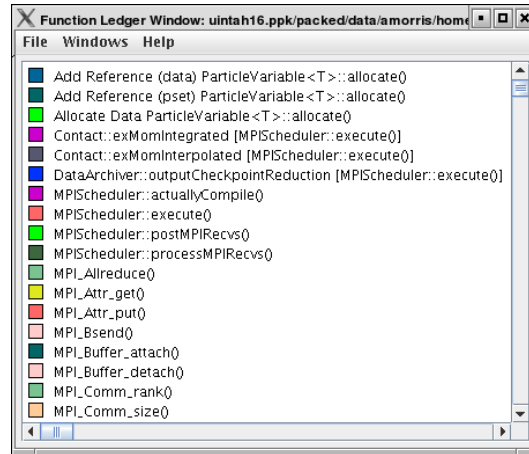 Function Ledger Window: uintah16.ppk/packed/data/amorris/home
File Windows Help
Add Reference (data) ParticleVariable<T>::allocate()
Add Reference (pset) ParticleVariable<T>::allocate()
Allocate Data ParticleVariable<T>::allocate()
Contact::exMomIntegrated [MPIScheduler::execute()]
Contact::exMomInterpolated [MPIScheduler::execute()]
DataArchiver::outputCheckpointReduction [MPIScheduler::execute()]
MPIScheduler::actuallyCompile()
MPIScheduler::execute()
MPIScheduler::postMPIRecvs()
MPIScheduler::processMPIRecvs()
MPI_Allreduce()
MPI_Attr_get()
MPI_Attr_put()
MPI_Bsend()
MPI_Buffer_attach()
MPI_Buffer_detach()
MPI_Comm_rank()
MPI_Comm_size()